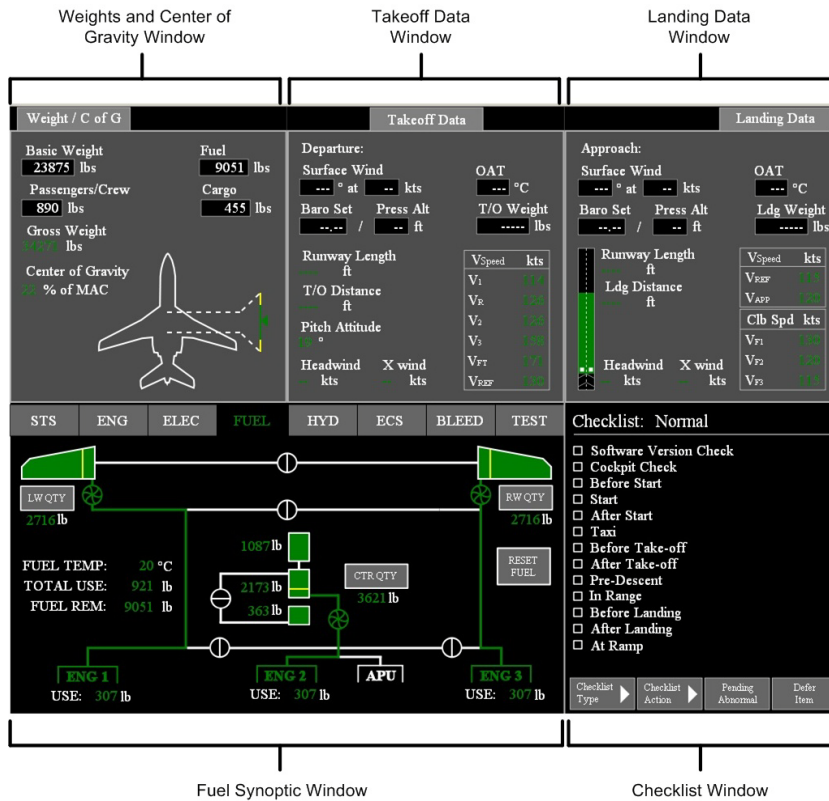 Weights and Center of
Gravity Window
Takeoff Data
Window
Landing Data
Window
Weight / C of G
Basic Weight
23875 lbs
Fuel
9051 lbs
Passengers/Crew
890 lbs
Cargo
455 lbs
Gross Weight
lbs
Center of Gravity
% of MAC
Takeoff Data
Departure:
Surface Wind
--- ° at -- kts
OAT
--- °C
Baro Set / Press Alt
--.-- / -- ft
T/O Weight
----- lbs
Runway Length
ft
T/O Distance
ft
Pitch Attitude
°
Headwind X wind
kts kts
VSpeed kts
V1
VR
V2
V3
VFT
VREF
Landing Data
Approach:
Surface Wind
--- ° at -- kts
OAT
--- °C
Baro Set / Press Alt
--.-- / -- ft
Ldg Weight
----- lbs
Runway Length
ft
Ldg Distance
ft
Headwind X wind
kts kts
VSpeed kts
VREF
VAPP
Clb Spd kts
VF1
VF2
VF3
STS ENG ELEC FUEL HYD ECS BLEED TEST
LW QTY
2716 lb
RW QTY
2716 lb
1087 lb
2173 lb
363 lb
CTR QTY
3621 lb
RESET
FUEL
FUEL TEMP: 20 °C
TOTAL USE: 921 lb
FUEL REM: 9051 lb
ENG 1
USE: 307 lb
ENG 2
USE: 307 lb
APU
ENG 3
USE: 307 lb
Checklist: Normal
Software Version Check
Cockpit Check
Before Start
Start
After Start
Taxi
Before Take-off
After Take-off
Pre-Descent
In Range
Before Landing
After Landing
At Ramp
Checklist
Type
Checklist
Action
Pending
Abnormal
Defer
Item
Fuel Synoptic Window
Checklist Window